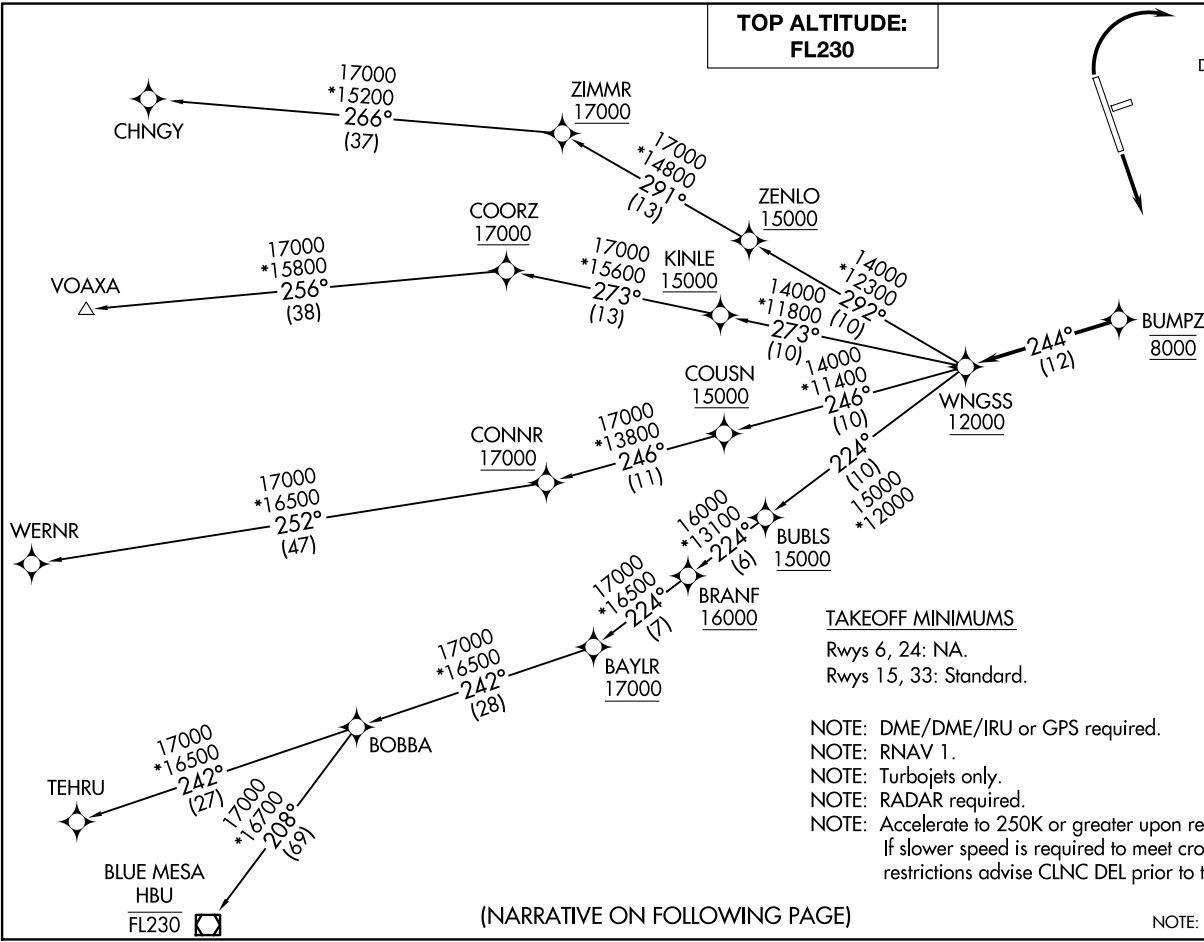 TOP ALTITUDE:
FL230
D
CHNGY
17000
*15200
266°
(37)
ZIMMR
17000
17000
*14800
291°
(13)
ZENLO
15000
14000
*12300
292°
(10)
VOAXA
17000
*15800
256°
(38)
COORZ
17000
17000
*15600
273°
(13)
KINLE
15000
14000
*11800
273°
(10)
BUMPZ
8000
244°
(12)
WNGSS
12000
COUSN
15000
14000
*11400
246°
(10)
CONNR
17000
17000
*13800
246°
(11)
WERNR
17000
*16500
252°
(47)
224°
(10)
15000
*12000
BUBLS
15000
16000
*13100
224°
(6)
BRANF
16000
17000
*16500
224°
(7)
BAYLR
17000
17000
*16500
242°
(28)
BOBBA
TEHRU
17000
*16500
242°
(27)
17000
*16700
208°
(69)
BLUE MESA
HBU
FL230
TAKEOFF MINIMUMS
Rwys 6, 24: NA.
Rwys 15, 33: Standard.
NOTE: DME/DME/IRU or GPS required.
NOTE: RNAV 1.
NOTE: Turbojets only.
NOTE: RADAR required.
NOTE: Accelerate to 250K or greater upon re
If slower speed is required to meet cro
restrictions advise CLNC DEL prior to t
(NARRATIVE ON FOLLOWING PAGE)
NOTE: